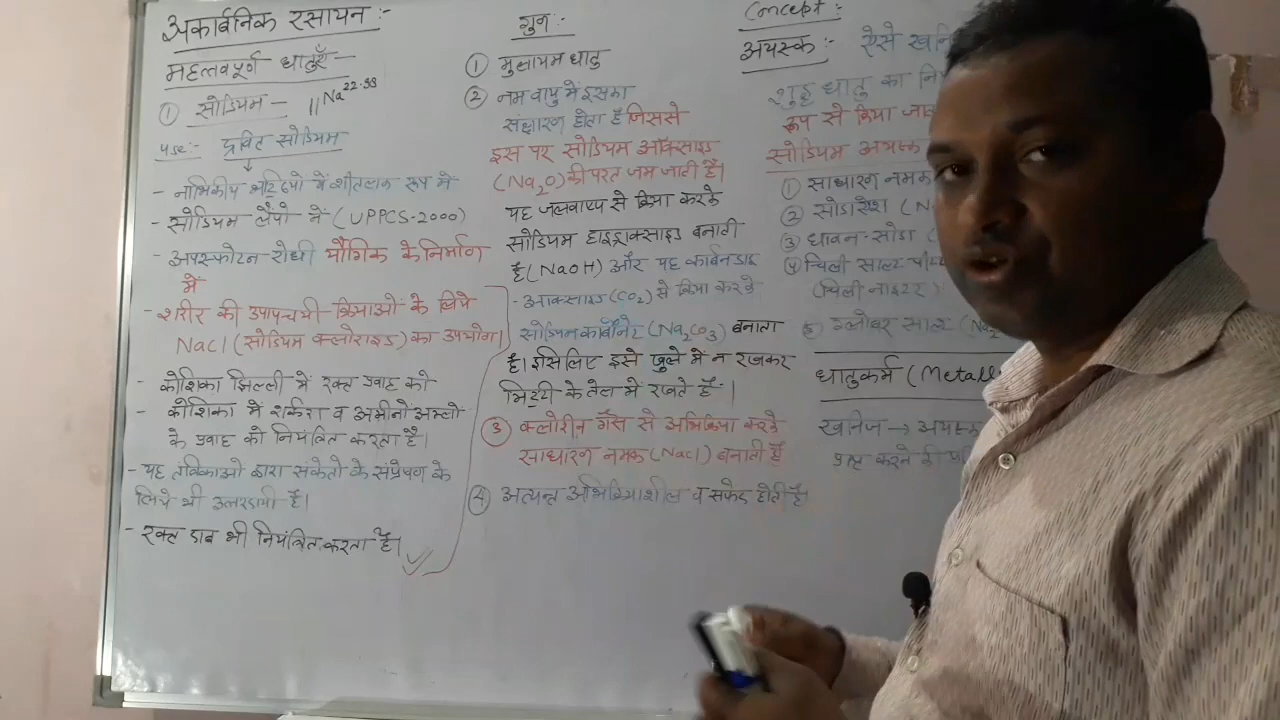 अकार्बनिक रसायन :-
महत्वपूर्ण धातुएँ -
① सोडियम - 11Na22.99
use:- द्रवित सोडियम
- नाभिकीय भट्टियो में शीतलक रूप में
- सोडियम लैंपो में (UPPCS-2000)
- अपस्फोटन रोधी यौगिक के निर्माण
में
- शरीर की उपापचयी क्रियाओं के लिये
NaCl (सोडियम क्लोराइड) का उपयोग।
- कोशिका झिल्ली में रक्त प्रवाह को
- कोशिका में शर्करा व अमीनों अम्लो
के प्रवाह को नियंत्रित करता है।
- यह तंत्रिकाओ द्वारा संकेतो के संप्रेषण के
लिये भी उत्तरदायी है।
- रक्त दाब भी नियंत्रित करता है।
गुन :-
① मुलायम धातु
② नम वायु में इसका
संक्षारण होता है जिससे
इस पर सोडियम ऑक्साइड
(Na2O) की परत जम जाती है।
यह जलवाष्प से क्रिया करके
सोडियम हाइड्राक्साइड बनाती
है (NaOH) और यह कार्बनडाइ
-आक्साइड (CO2) से क्रिया करके
सोडियम कार्बोनेट (Na2CO3) बनाता
है। इसिलिए इसे खुले में न रखकर
मिट्टी के तेल में रखते हैं।
③ क्लोरीन गैस से अभिक्रिया करके
साधारण नमक (NaCl) बनाती है
④ अत्यन्त अभिक्रियाशील व सफेद होती है
Concept :-
अयस्क :- ऐसे
शुद्ध धातु का
रूप से किया
सोडियम अयस्क
① साधारण नमक
② सोडा ऐश (N
③ धावन सोडा (
④ चिली साल्ट
(चिली नाइटर)
⑤ ग्लोबर साल्ट (Na2
धातुकर्म (Metall
खनिज → अयस्क
प्राप्त करने की